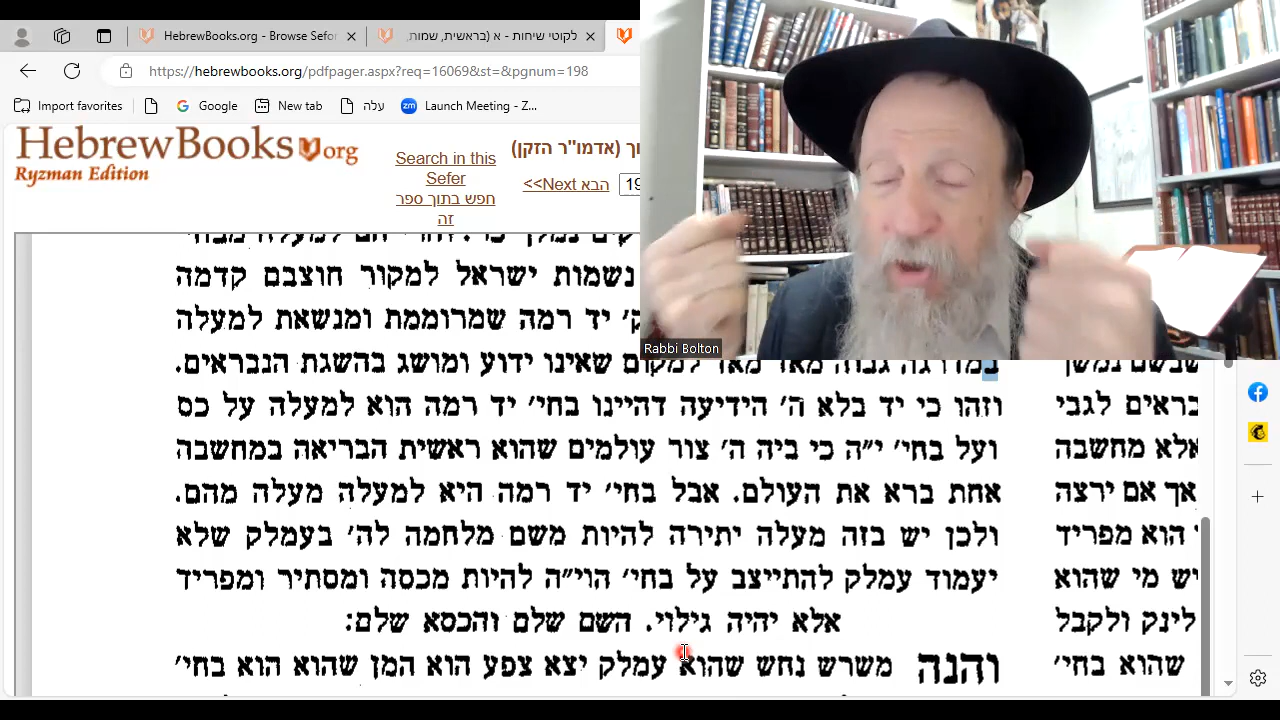 HebrewBooks.org - Browse Sefor
לקוטי שיחות - א (בראשית, שמות,
https://hebrewbooks.org/pdfpager.aspx?req=16069&st=&pgnum=198
Import favorites
Google
New tab
עלה
Launch Meeting - Z...
HebrewBooks.org
Ryzman Edition
Search in this
Sefer
חפש בתוך ספר
זה
וך (אדמו"ר הזקן)
<<Next הבא
19
Rabbi Bolton
למעלה
נשמות ישראל למקור חוצבם קדמה
יד רמה שמרוממת ומנשאת למעלה
במדרגה גבוה מאד מאד למקום שאינו ידוע ומושג בהשגת הנבראים.
וזהו כי יד בלא ה' הידיעה דהיינו בחי' יד רמה הוא למעלה על כס
ועל בחי' י"ה כי ביה ה' צור עולמים שהוא ראשית הבריאה במחשבה
אחת ברא את העולם. אבל בחי' יד רמה היא למעלה מעלה מהם.
ולכן יש בזה מעלה יתירה להיות משם מלחמה לה' בעמלק שלא
יעמוד עמלק להתייצב על בחי' הוי"ה להיות מכסה ומסתיר ומפריד
אלא יהיה גילוי. השם שלם והכסא שלם:
והנה משרש נחש שהוא עמלק יצא צפע הוא המן שהוא הוא בחי'
שבשם נמשך
בראים לגבי
אלא מחשבה
אך אם ירצה
הוא מפריד
יש מי שהוא
לינק ולקבל
שהוא בחי'